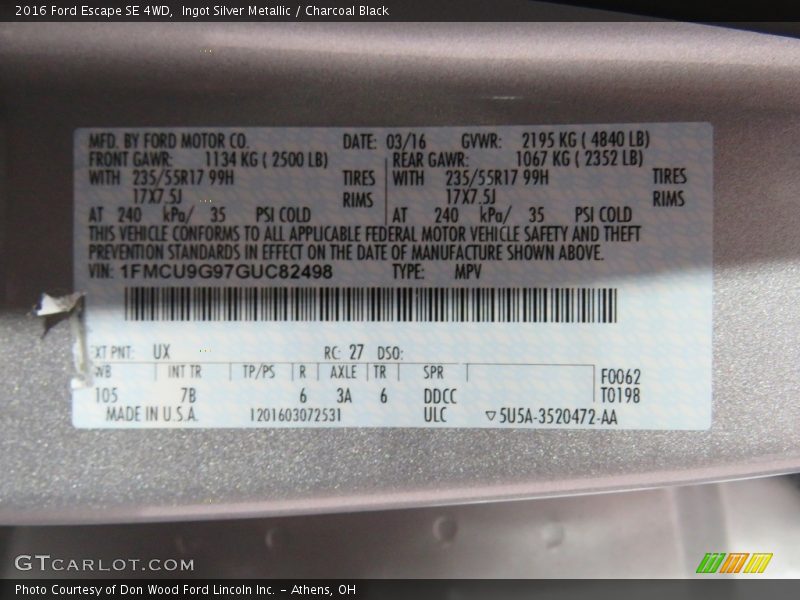 2016 Ford Escape SE 4WD, Ingot Silver Metallic / Charcoal Black
MFD. BY FORD MOTOR CO. DATE: 03/16 GVWR: 2195 KG ( 4840 LB)
FRONT GAWR: 1134 KG ( 2500 LB) REAR GAWR: 1067 KG ( 2352 LB)
WITH 235/55R17 99H TIRES WITH 235/55R17 99H TIRES
17X7.5J RIMS 17X7.5J RIMS
AT 240 kPa/ 35 PSI COLD AT 240 kPa/ 35 PSI COLD
THIS VEHICLE CONFORMS TO ALL APPLICABLE FEDERAL MOTOR VEHICLE SAFETY AND THEFT
PREVENTION STANDARDS IN EFFECT ON THE DATE OF MANUFACTURE SHOWN ABOVE.
VIN: 1FMCU9G97GUC82498 TYPE: MPV
XT PNT: UX RC: 27 DSO:
WB INT TR TP/PS R AXLE TR SPR F0062
105 7B 6 3A 6 DDCC T0198
MADE IN U.S.A. 1201603072531 ULC ▽5U5A-3520472-AA
GTCARLOT.COM
Photo Courtesy of Don Wood Ford Lincoln Inc. - Athens, OH